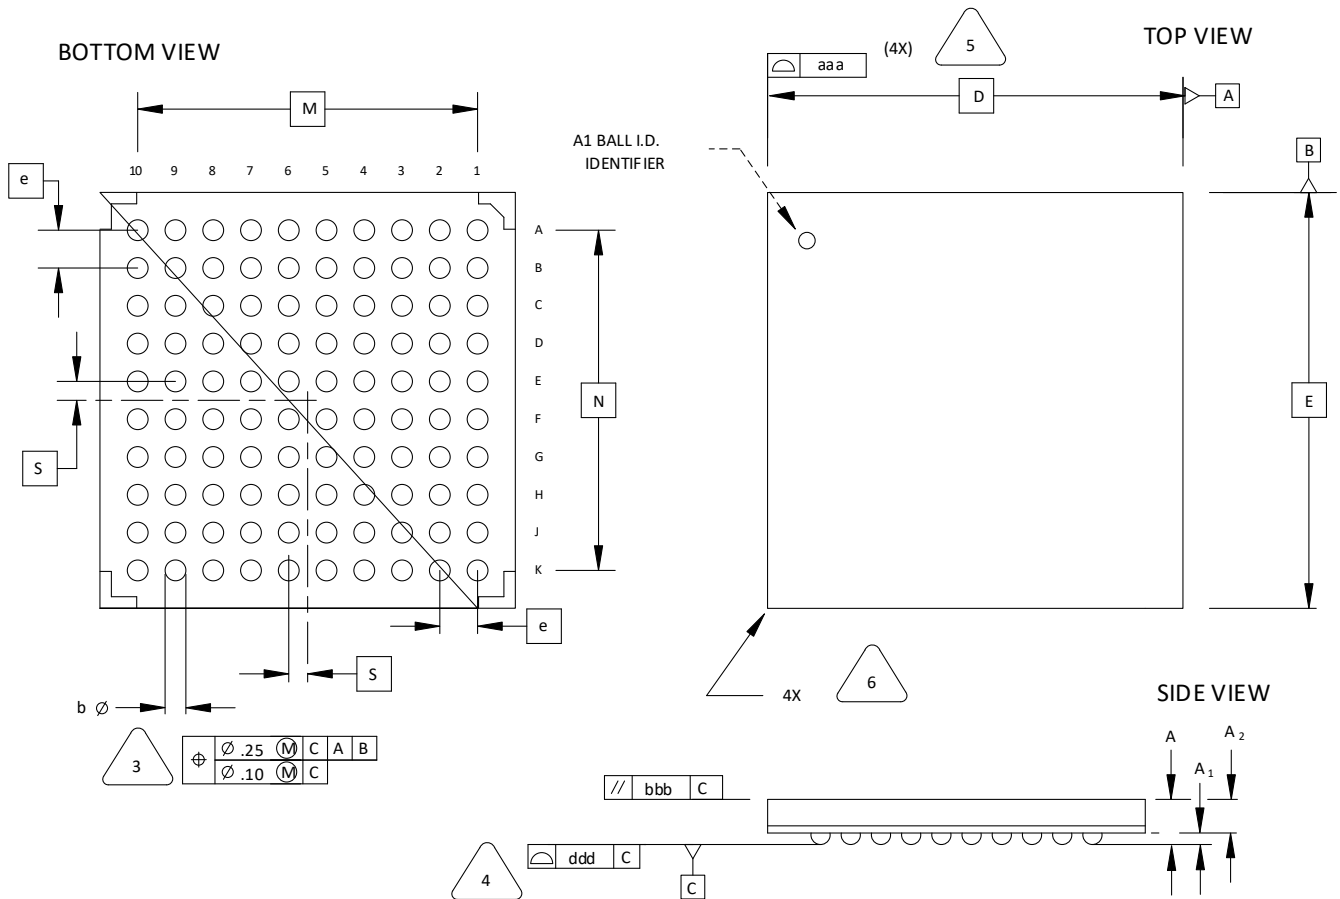 BOTTOM VIEW
TOP VIEW
aaa
(4X)
5
M
D
A
A1 BALL I.D.
IDENTIFIER
B
e
10 9 8 7 6 5 4 3 2 1
A
B
C
D
E
F
G
H
J
K
N
E
S
e
S
b Ø
3
⌖ Ø .25 Ⓜ C A B
Ø .10 Ⓜ C
4X
6
SIDE VIEW
A
A1
A2
// bbb C
ddd C
4
C